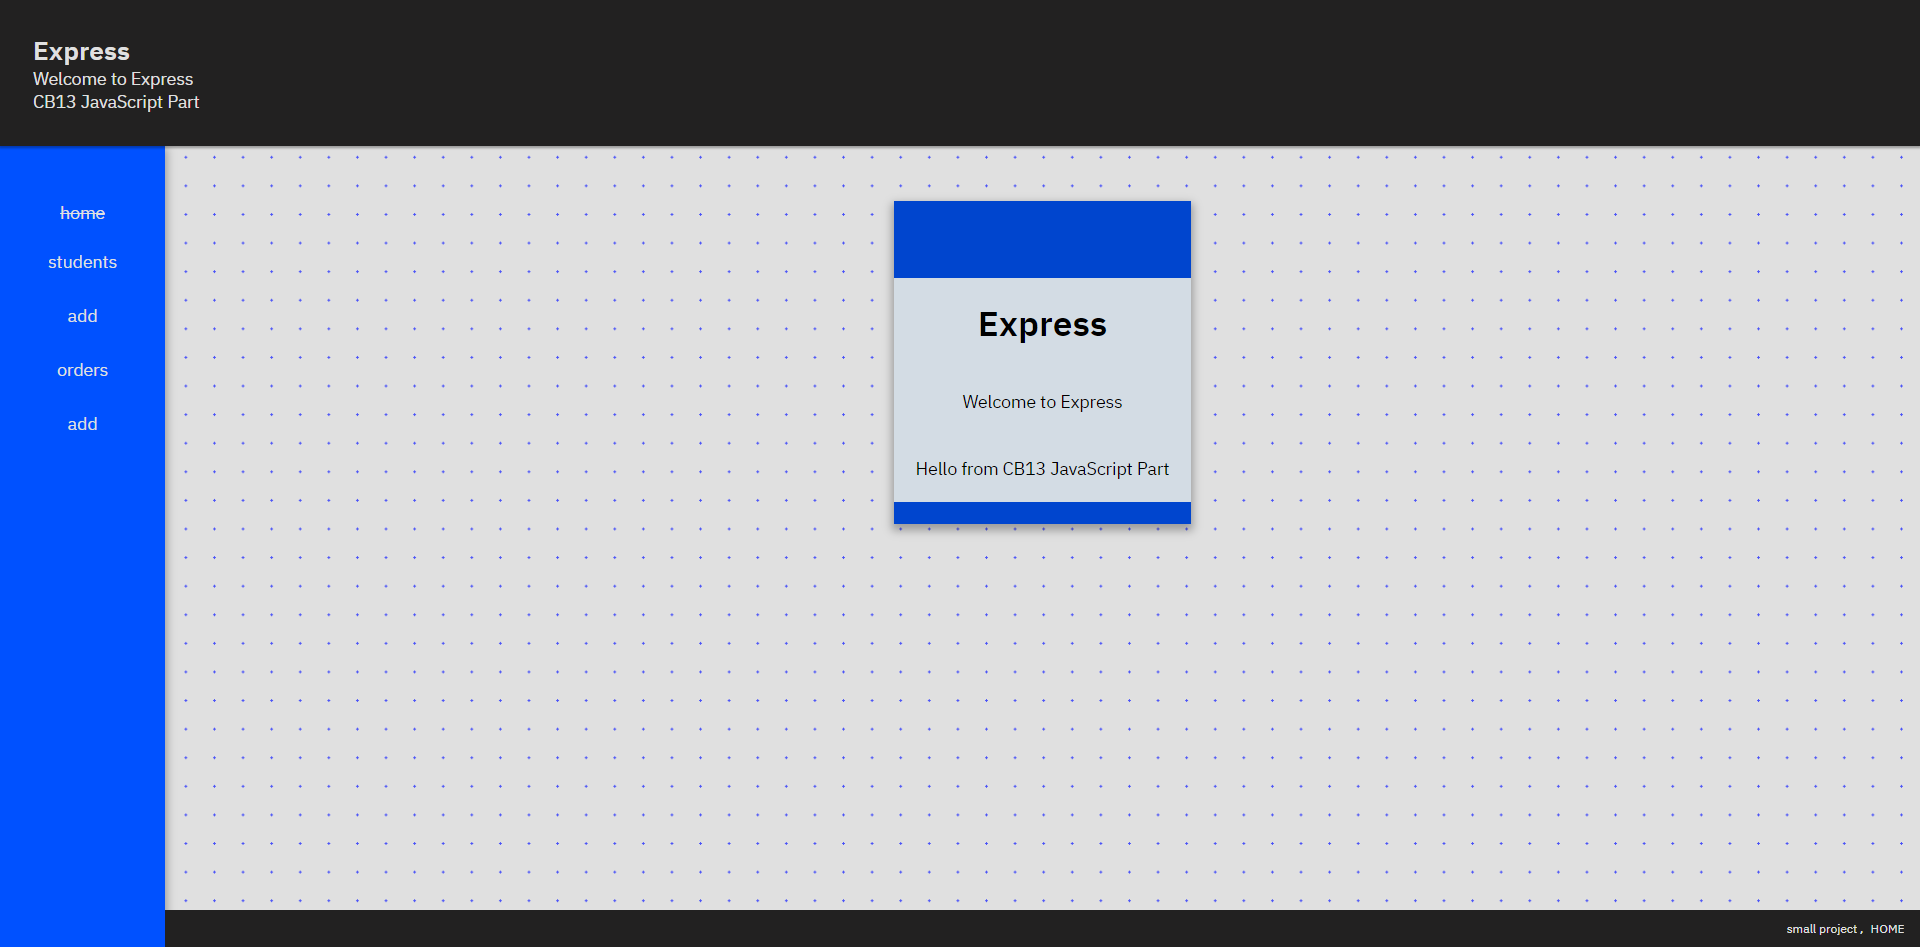 Express
Welcome to Express
CB13 JavaScript Part
home
students
add
orders
add
Express
Welcome to Express
Hello from CB13 JavaScript Part
small project , HOME